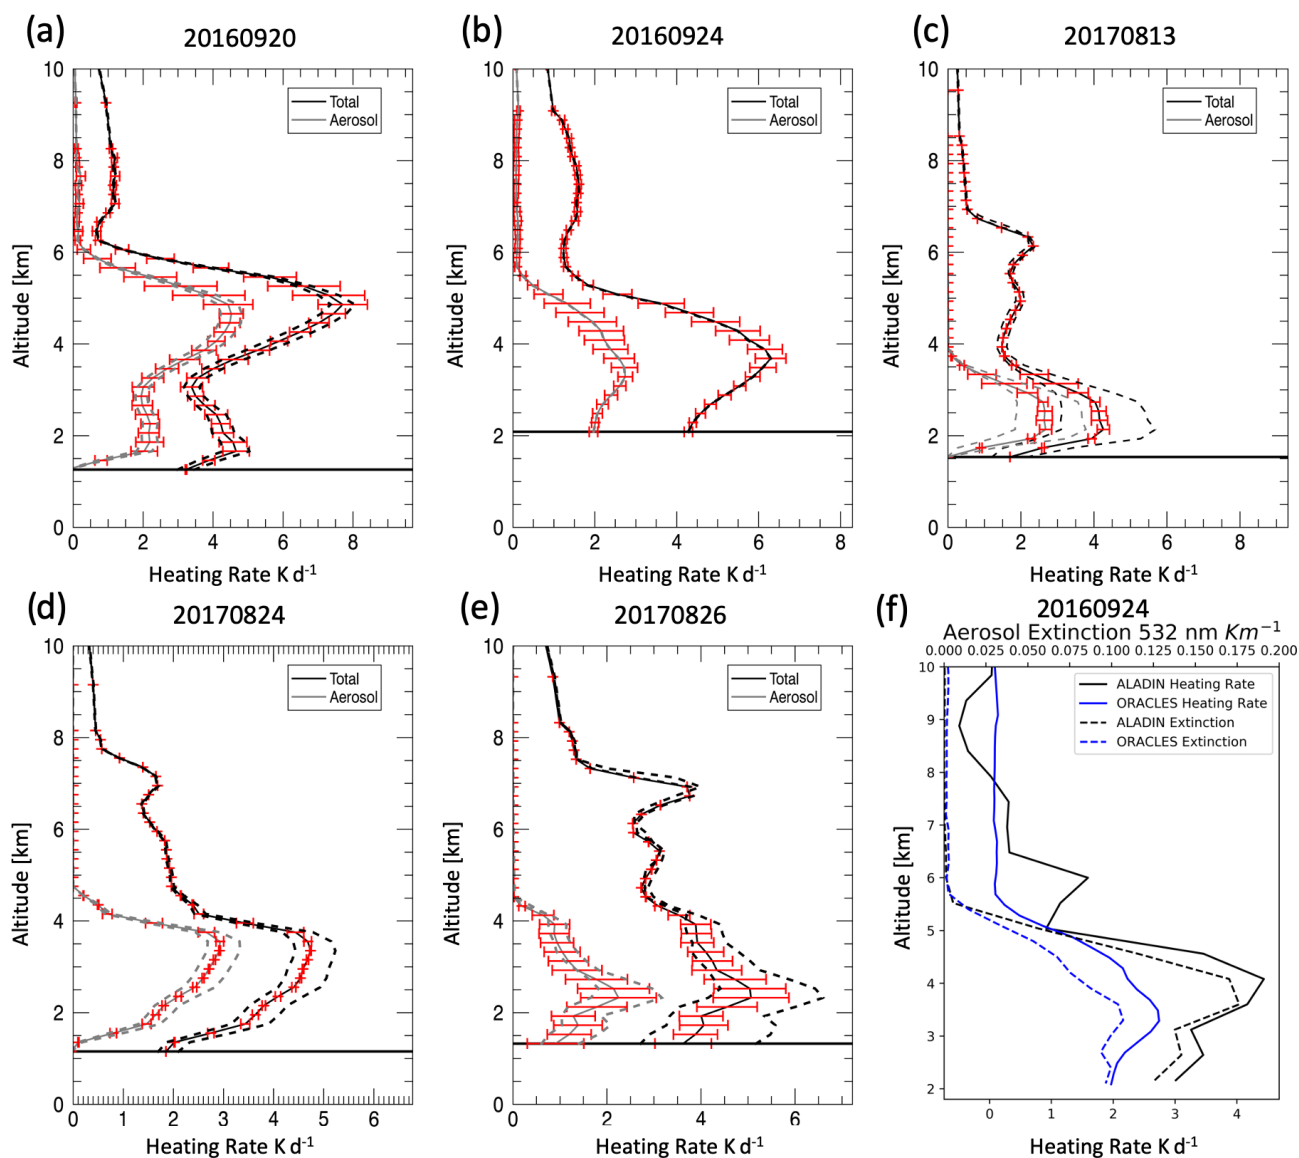 (a)
20160920
10
8
6
4
2
0
Altitude [km]
Total
Aerosol
0 2 4 6 8
Heating Rate K d⁻¹
(b)
20160924
10
8
6
4
2
0
Altitude [km]
Total
Aerosol
0 2 4 6 8
Heating Rate K d⁻¹
(c)
20170813
10
8
6
4
2
0
Altitude [km]
Total
Aerosol
0 2 4 6 8
Heating Rate K d⁻¹
(d)
20170824
10
8
6
4
2
0
Altitude [km]
Total
Aerosol
0 1 2 3 4 5 6
Heating Rate K d⁻¹
(e)
20170826
10
8
6
4
2
0
Altitude [km]
Total
Aerosol
0 2 4 6
Heating Rate K d⁻¹
(f)
20160924
Aerosol Extinction 532 nm Km⁻¹
0.000 0.025 0.050 0.075 0.100 0.125 0.150 0.175 0.200
10
9
8
7
6
5
4
3
2
Altitude [km]
ALADIN Heating Rate
ORACLES Heating Rate
ALADIN Extinction
ORACLES Extinction
0 1 2 3 4
Heating Rate K d⁻¹